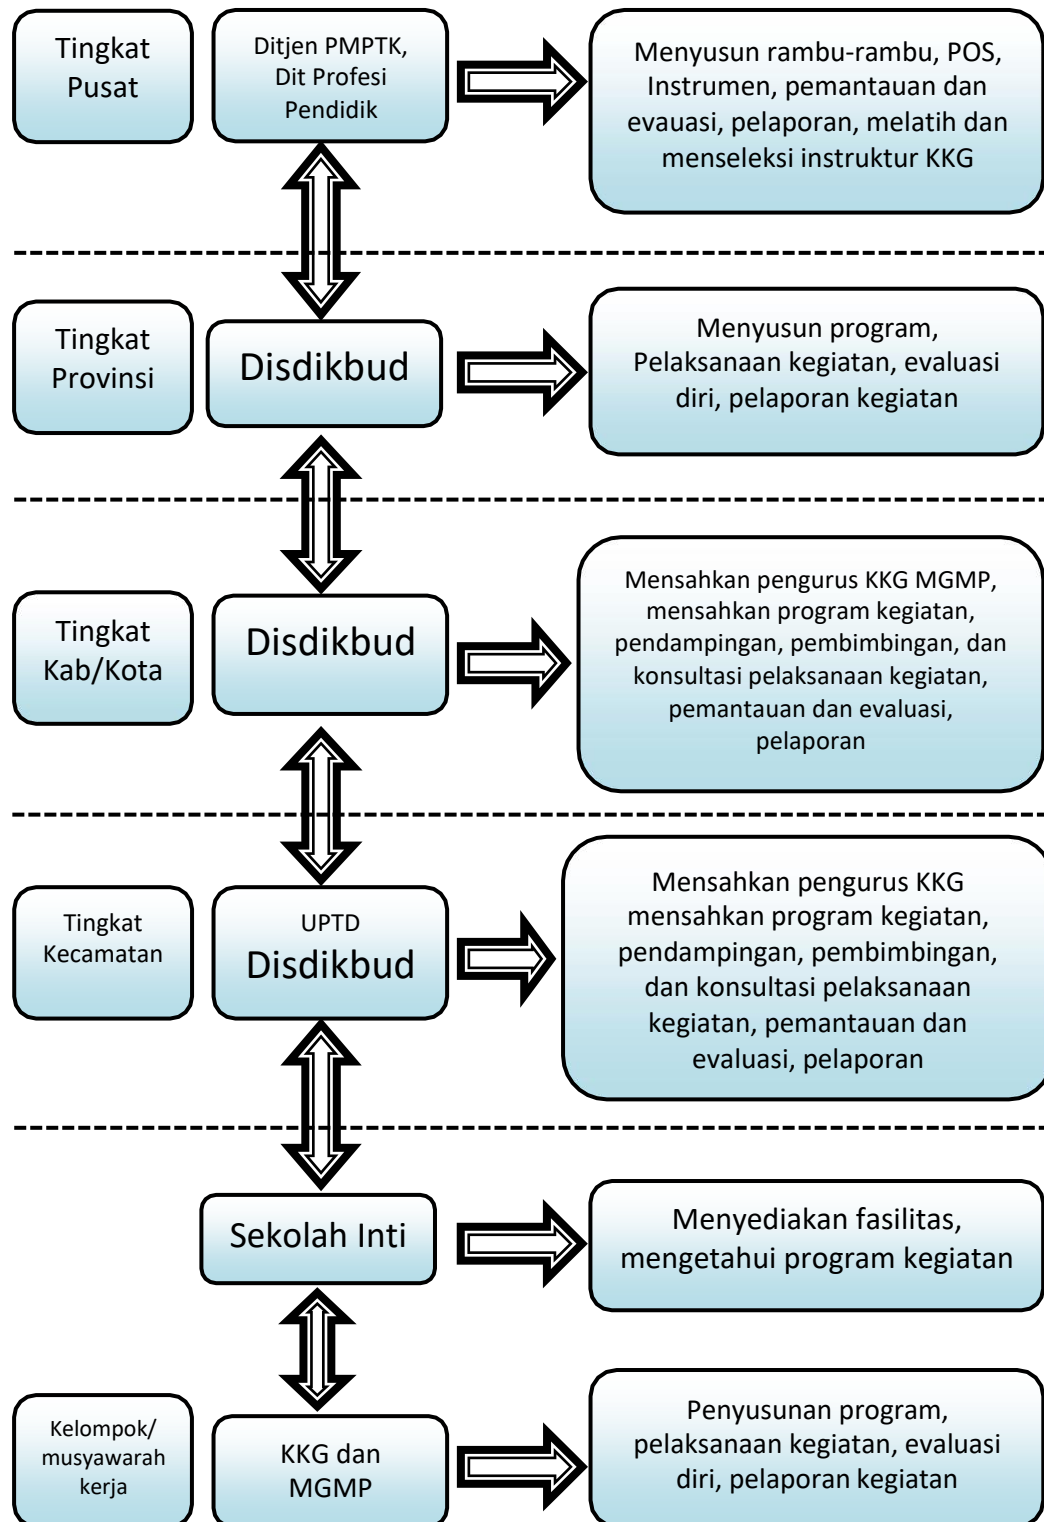 Tingkat
Pusat
Ditjen PMPTK,
Dit Profesi
Pendidik
Menyusun rambu-rambu, POS,
Instrumen, pemantauan dan
evauasi, pelaporan, melatih dan
menseleksi instruktur KKG
Tingkat
Provinsi
Disdikbud
Menyusun program,
Pelaksanaan kegiatan, evaluasi
diri, pelaporan kegiatan
Tingkat
Kab/Kota
Disdikbud
Mensahkan pengurus KKG MGMP,
mensahkan program kegiatan,
pendampingan, pembimbingan, dan
konsultasi pelaksanaan kegiatan,
pemantauan dan evaluasi,
pelaporan
Tingkat
Kecamatan
UPTD
Disdikbud
Mensahkan pengurus KKG
mensahkan program kegiatan,
pendampingan, pembimbingan,
dan konsultasi pelaksanaan
kegiatan, pemantauan dan
evaluasi, pelaporan
Sekolah Inti
Menyediakan fasilitas,
mengetahui program kegiatan
Kelompok/
musyawarah
kerja
KKG dan
MGMP
Penyusunan program,
pelaksanaan kegiatan, evaluasi
diri, pelaporan kegiatan